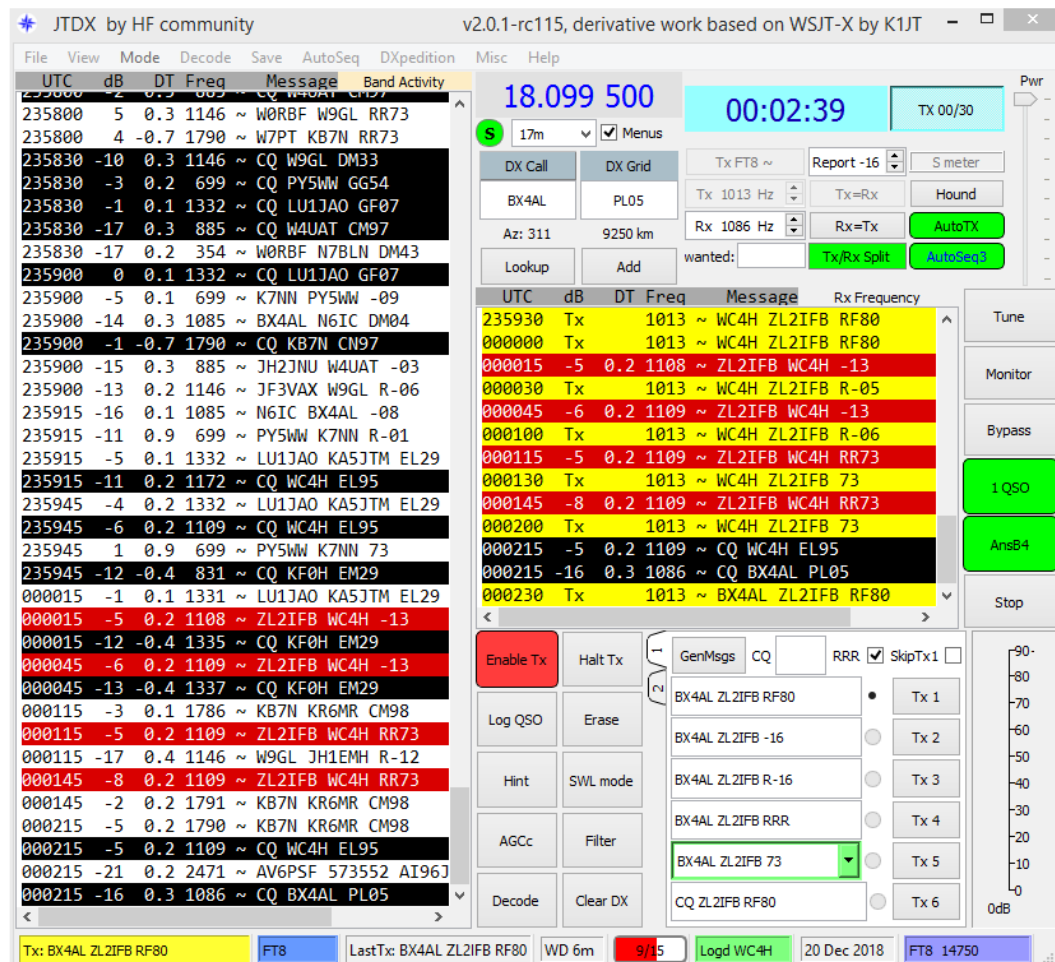 JTDX by HF community v2.0.1-rc115, derivative work based on WSJT-X by K1JT
File View Mode Decode Save AutoSeq DXpedition Misc Help
UTC dB DT Freq Message Band Activity
235800 5 0.3 1146 ~ W0RBF W9GL RR73
235800 4 -0.7 1790 ~ W7PT KB7N RR73
235830 -10 0.3 1146 ~ CQ W9GL DM33
235830 -3 0.2 699 ~ CQ PY5WW GG54
235830 -1 0.1 1332 ~ CQ LU1JAO GF07
235830 -17 0.3 885 ~ CQ W4UAT CM97
235830 -17 0.2 354 ~ W0RBF N7BLN DM43
235900 0 0.1 1332 ~ CQ LU1JAO GF07
235900 -5 0.1 699 ~ K7NN PY5WW -09
235900 -14 0.3 1085 ~ BX4AL N6IC DM04
235900 -1 -0.7 1790 ~ CQ KB7N CN97
235900 -15 0.3 885 ~ JH2JNU W4UAT -03
235900 -13 0.2 1146 ~ JF3VAX W9GL R-06
235915 -16 0.1 1085 ~ N6IC BX4AL -08
235915 -11 0.9 699 ~ PY5WW K7NN R-01
235915 -5 0.1 1332 ~ LU1JAO KA5JTM EL29
235915 -11 0.2 1172 ~ CQ WC4H EL95
235945 -4 0.2 1332 ~ LU1JAO KA5JTM EL29
235945 -6 0.2 1109 ~ CQ WC4H EL95
235945 1 0.9 699 ~ PY5WW K7NN 73
235945 -12 -0.4 831 ~ CQ KF0H EM29
000015 -1 0.1 1331 ~ LU1JAO KA5JTM EL29
000015 -5 0.2 1108 ~ ZL2IFB WC4H -13
000015 -12 -0.4 1335 ~ CQ KF0H EM29
000045 -6 0.2 1109 ~ ZL2IFB WC4H -13
000045 -13 -0.4 1337 ~ CQ KF0H EM29
000115 -3 0.1 1786 ~ KB7N KR6MR CM98
000115 -5 0.2 1109 ~ ZL2IFB WC4H RR73
000115 -17 0.4 1146 ~ W9GL JH1EMH R-12
000145 -8 0.2 1109 ~ ZL2IFB WC4H RR73
000145 -2 0.2 1791 ~ KB7N KR6MR CM98
000215 -5 0.2 1790 ~ KB7N KR6MR CM98
000215 -5 0.2 1109 ~ CQ WC4H EL95
000215 -21 0.2 2471 ~ AV6PSF 573552 AI96J
000215 -16 0.3 1086 ~ CQ BX4AL PL05
18.099 500
00:02:39
TX 00/30
Pwr
S 17m Menus
DX Call DX Grid
BX4AL PL05
Az: 311 9250 km
Lookup Add
Tx FT8 ~ Report -16 S meter
Tx 1013 Hz Tx=Rx Hound
Rx 1086 Hz Rx=Tx AutoTX
wanted: Tx/Rx Split AutoSeq3
UTC dB DT Freq Message Rx Frequency
235930 Tx 1013 ~ WC4H ZL2IFB RF80
000000 Tx 1013 ~ WC4H ZL2IFB RF80
000015 -5 0.2 1108 ~ ZL2IFB WC4H -13
000030 Tx 1013 ~ WC4H ZL2IFB R-05
000045 -6 0.2 1109 ~ ZL2IFB WC4H -13
000100 Tx 1013 ~ WC4H ZL2IFB R-06
000115 -5 0.2 1109 ~ ZL2IFB WC4H RR73
000130 Tx 1013 ~ WC4H ZL2IFB 73
000145 -8 0.2 1109 ~ ZL2IFB WC4H RR73
000200 Tx 1013 ~ WC4H ZL2IFB 73
000215 -5 0.2 1109 ~ CQ WC4H EL95
000215 -16 0.3 1086 ~ CQ BX4AL PL05
000230 Tx 1013 ~ BX4AL ZL2IFB RF80
Tune
Monitor
Bypass
1 QSO
AnsB4
Stop
Enable Tx Halt Tx
Log QSO Erase
Hint SWL mode
AGCc Filter
Decode Clear DX
1
2
GenMsgs CQ RRR SkipTx1
BX4AL ZL2IFB RF80 Tx 1
BX4AL ZL2IFB -16 Tx 2
BX4AL ZL2IFB R-16 Tx 3
BX4AL ZL2IFB RRR Tx 4
BX4AL ZL2IFB 73 Tx 5
CQ ZL2IFB RF80 Tx 6
90
80
70
60
50
40
30
20
10
0
0dB
Tx: BX4AL ZL2IFB RF80 FT8 LastTx: BX4AL ZL2IFB RF80 WD 6m 9/15 Logd WC4H 20 Dec 2018 FT8 14750